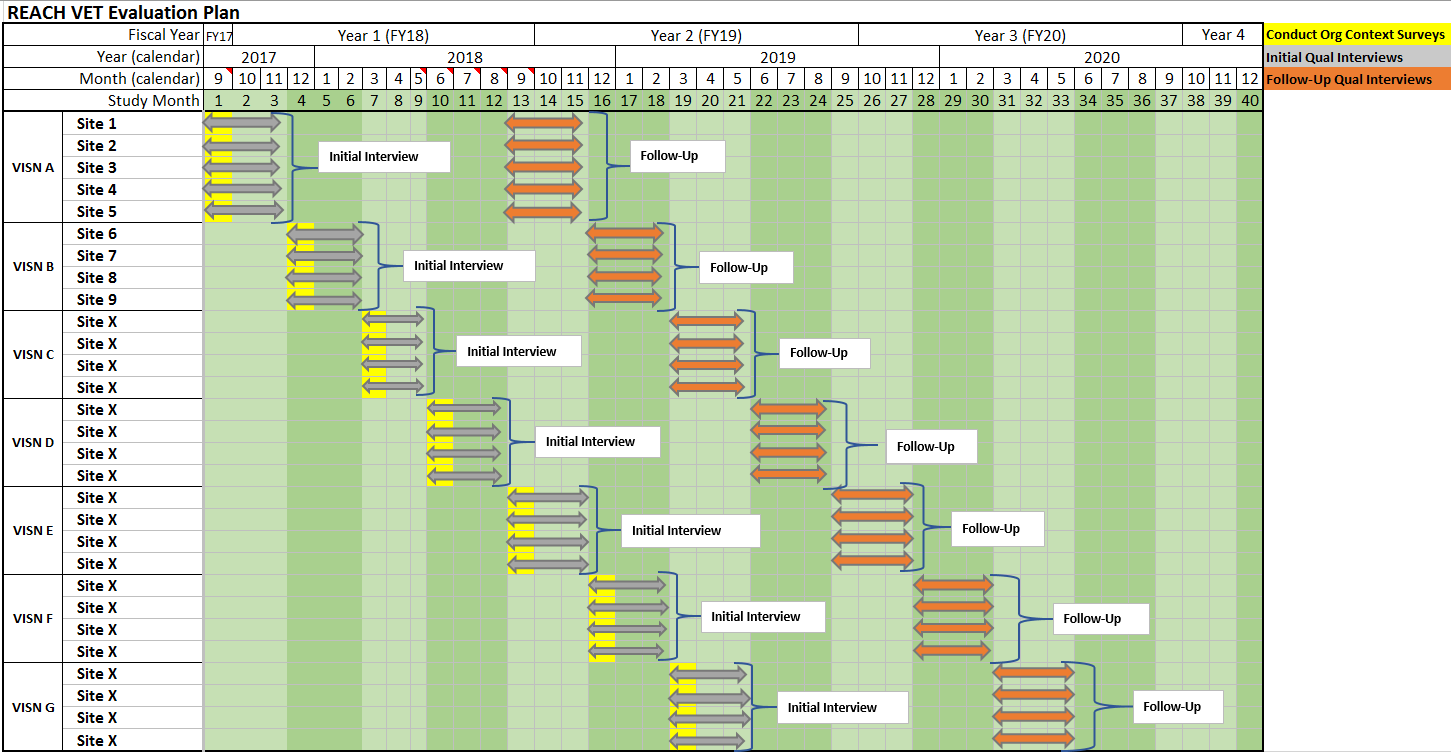 REACH VET Evaluation Plan
Fiscal Year FY17 Year 1 (FY18) Year 2 (FY19) Year 3 (FY20) Year 4 Conduct Org Context Surveys
Year (calendar) 2017 2018 2019 2020 Initial Qual Interviews
Month (calendar) 9 10 11 12 1 2 3 4 5 6 7 8 9 10 11 12 1 2 3 4 5 6 7 8 9 10 11 12 1 2 3 4 5 6 7 8 9 10 11 12 Follow-Up Qual Interviews
Study Month 1 2 3 4 5 6 7 8 9 10 11 12 13 14 15 16 17 18 19 20 21 22 23 24 25 26 27 28 29 30 31 32 33 34 35 36 37 38 39 40
Site 1
Site 2
Initial Interview Follow-Up
VISN A Site 3
Site 4
Site 5
Site 6
Site 7
VISN B Initial Interview Follow-Up
Site 8
Site 9
Site X
Site X
VISN C Initial Interview Follow-Up
Site X
Site X
Site X
Site X
VISN D Initial Interview Follow-Up
Site X
Site X
Site X
Site X
VISN E Initial Interview Follow-Up
Site X
Site X
Site X
Site X
VISN F Initial Interview Follow-Up
Site X
Site X
Site X
Site X
VISN G Initial Interview Follow-Up
Site X
Site X